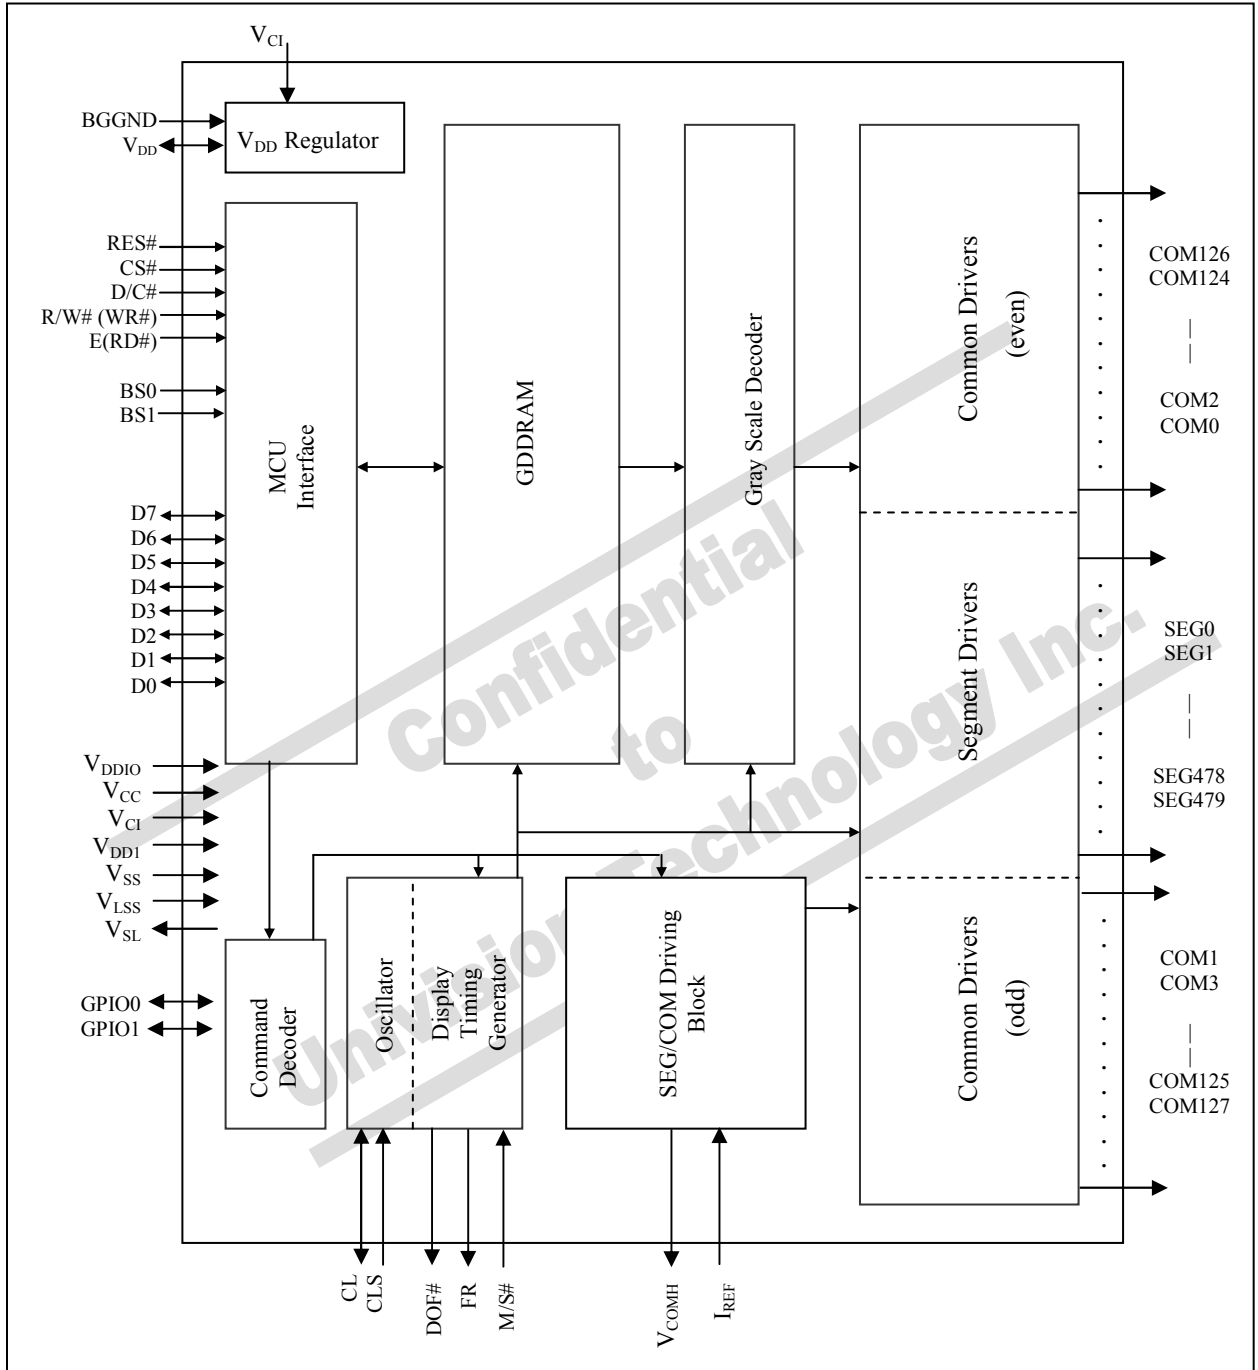 VCI
BGGND
VDD
VDD Regulator
RES#
CS#
D/C#
R/W# (WR#)
E(RD#)
BS0
BS1
D7
D6
D5
D4
D3
D2
D1
D0
MCU
Interface
GDDRAM
Gray Scale Decoder
Common Drivers
(even)
Segment Drivers
Common Drivers
(odd)
COM126
COM124
COM2
COM0
SEG0
SEG1
SEG478
SEG479
COM1
COM3
COM125
COM127
VDDIO
VCC
VCI
VDD1
VSS
VLSS
VSL
GPIO0
GPIO1
Command
Decoder
Oscillator
Display
Timing
Generator
SEG/COM Driving
Block
CL
CLS
DOF#
FR
M/S#
VCOMH
IREF
Confidential
to
Univision Technology Inc.